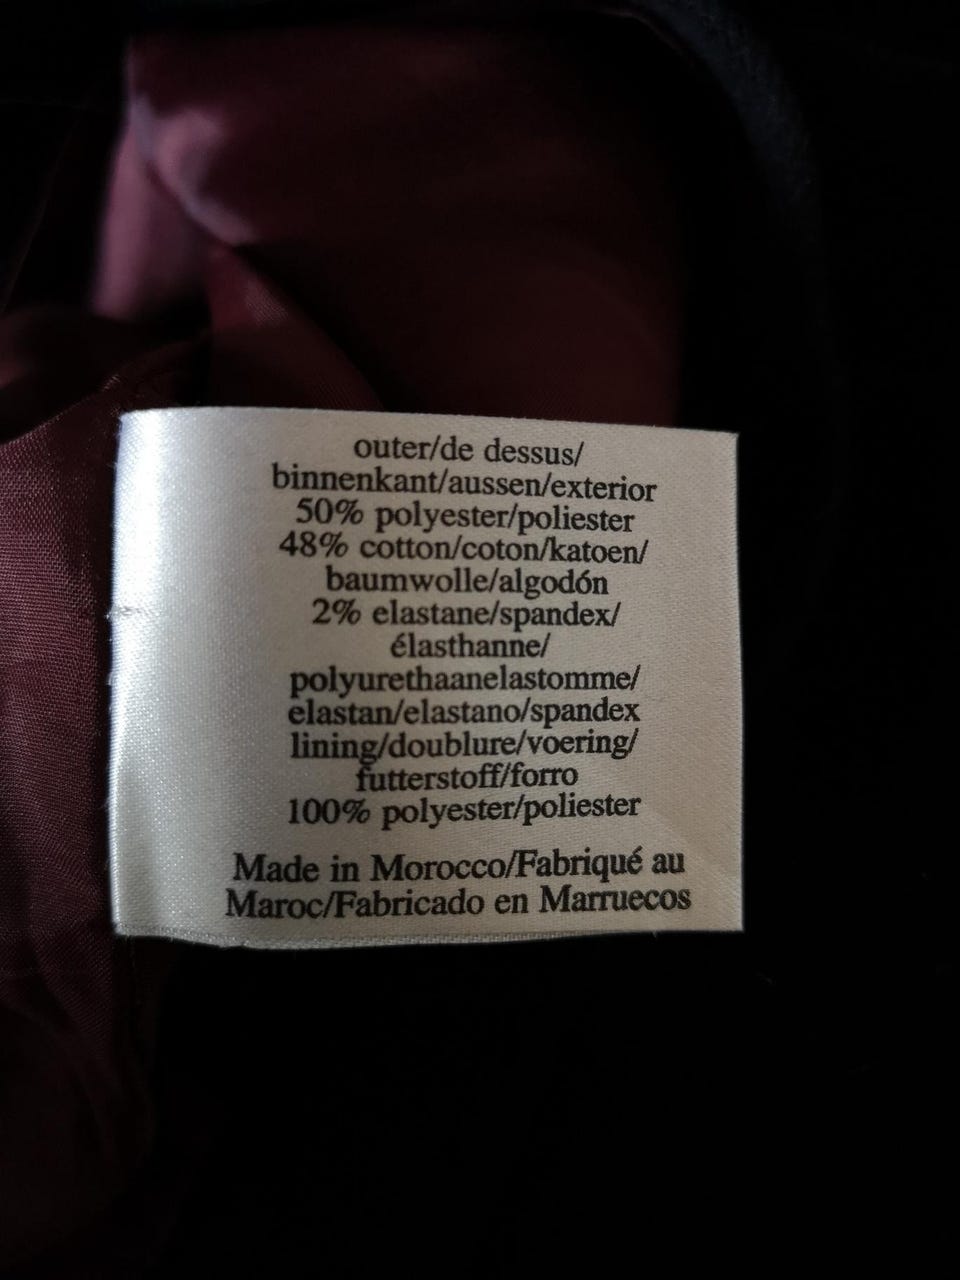 outer/de dessus/
binnenkant/aussen/exterior
50% polyester/poliester
48% cotton/coton/katoen/
baumwolle/algodón
2% elastane/spandex/
élasthanne/
polyurethaanelastomme/
elastan/elastano/spandex
lining/doublure/voering/
futterstoff/forro
100% polyester/poliester
Made in Morocco/Fabriqué au
Maroc/Fabricado en Marruecos